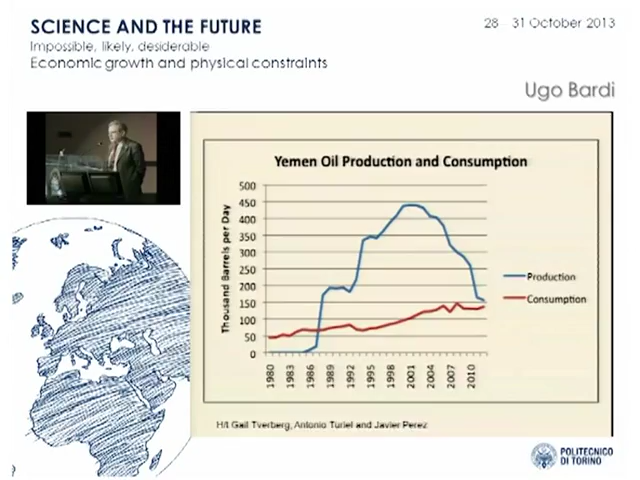 SCIENCE AND THE FUTURE
28 - 31 October 2013
Impossible, likely, desiderable
Economic growth and physical constraints
Ugo Bardi
Yemen Oil Production and Consumption
Thousand Barrels per Day
500
450
400
350
300
250
200
150
100
50
0
1980
1983
1986
1989
1992
1995
1998
2001
2004
2007
2010
Production
Consumption
H/t Gail Tverberg, Antonio Turiel and Javier Perez
POLITECNICO
DI TORINO